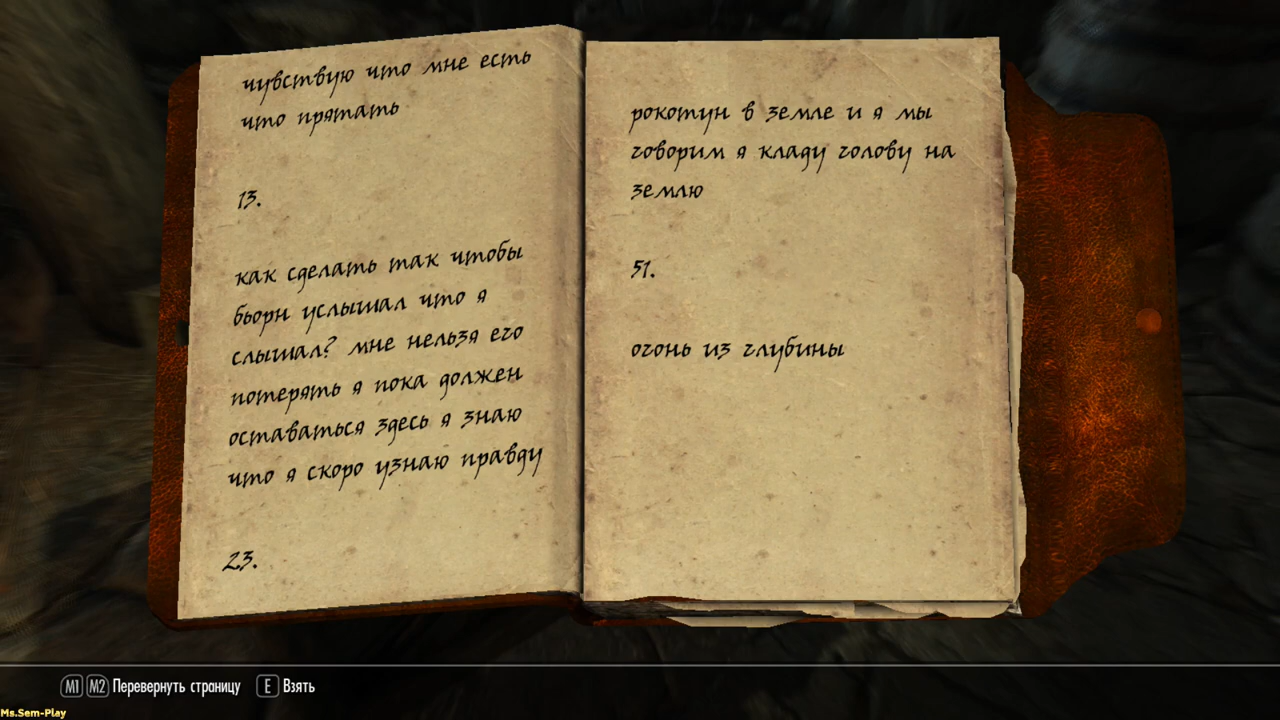 чувствую что мне есть
что прятать
13.
как сделать так чтобы
бьорн услышал что я
слышал? мне нельзя его
потерять я пока должен
оставаться здесь я знаю
что я скоро узнаю правду
23.
рокотун в земле и я мы
говорим я кладу голову на
землю
51.
огонь из глубины
M1 M2 Перевернуть страницу E Взять
Ms.Sem-Play